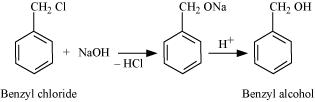 CH₂ Cl
CH₂ ONa
CH₂ OH
+ NaOH
– HCl
H⁺
Benzyl chloride
Benzyl alcohol